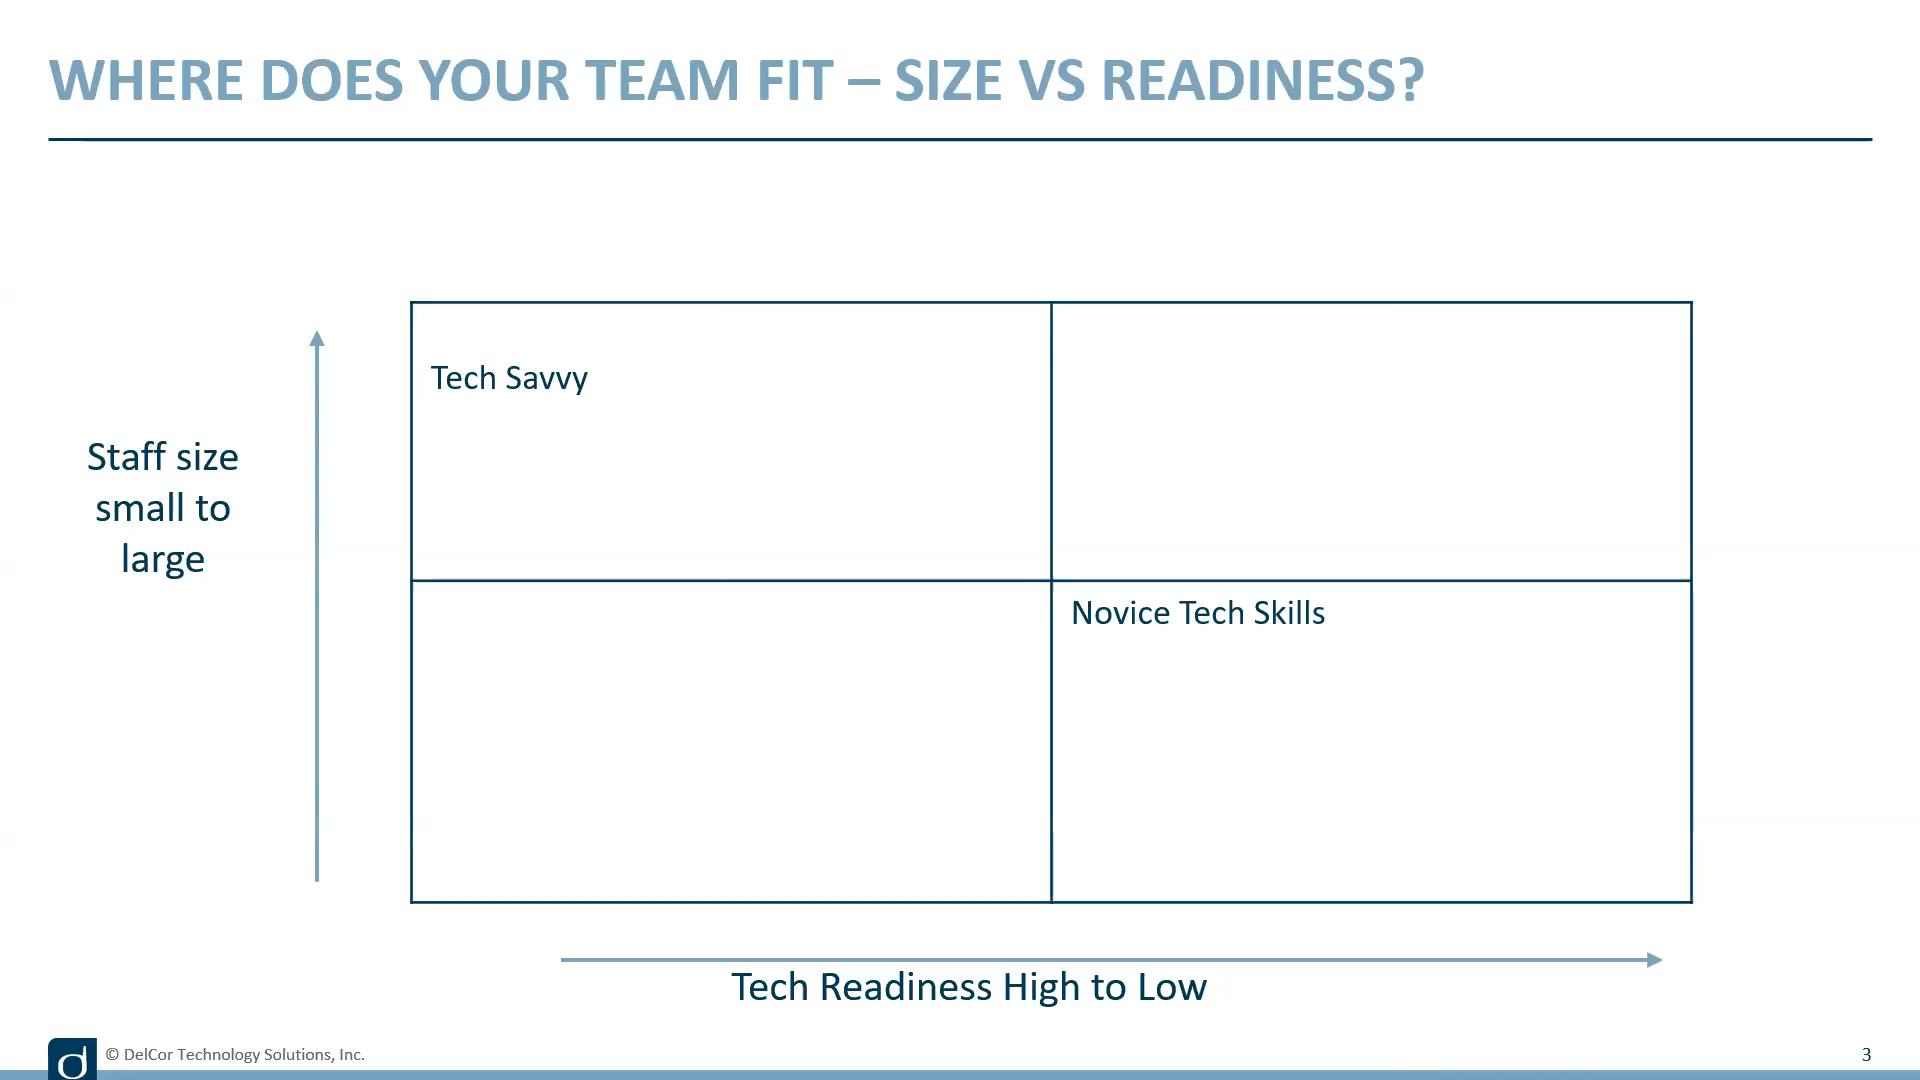 WHERE DOES YOUR TEAM FIT – SIZE VS READINESS?
Tech Savvy
Staff size
small to
large
Novice Tech Skills
Tech Readiness High to Low
d
© DelCor Technology Solutions, Inc.
3